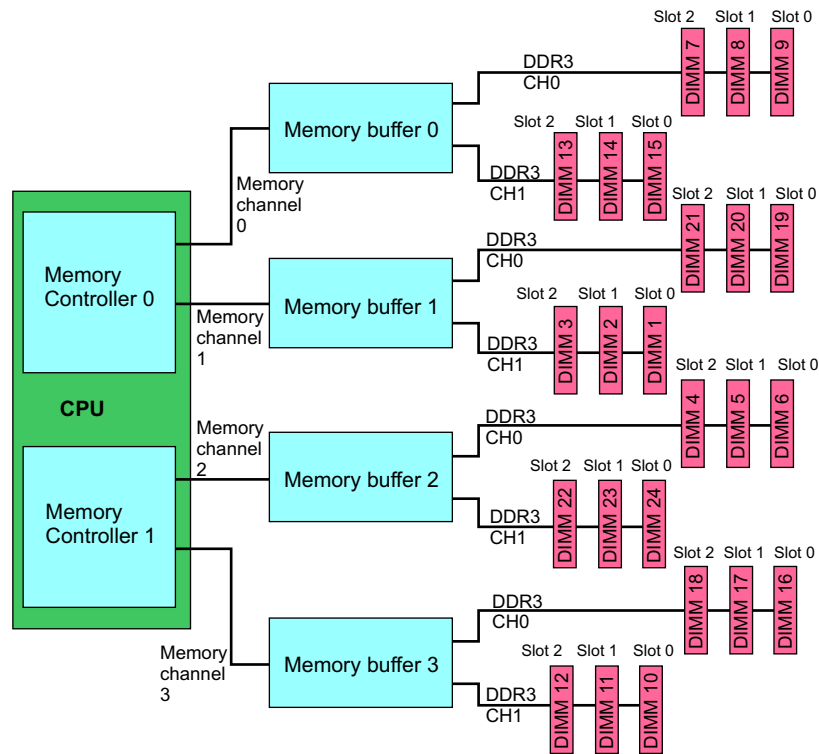 Slot 2 Slot 1 Slot 0
DDR3
CH0
DIMM 7
DIMM 8
DIMM 9
Memory buffer 0
Slot 2 Slot 1 Slot 0
DDR3
CH1
DIMM 13
DIMM 14
DIMM 15
Memory
channel
0
Slot 2 Slot 1 Slot 0
DDR3
CH0
DIMM 21
DIMM 20
DIMM 19
Memory
Controller 0
Memory buffer 1
Memory
channel
1
Slot 2 Slot 1 Slot 0
DDR3
CH1
DIMM 3
DIMM 2
DIMM 1
CPU
Slot 2 Slot 1 Slot 0
DDR3
CH0
DIMM 4
DIMM 5
DIMM 6
Memory
channel
2
Memory buffer 2
Slot 2 Slot 1 Slot 0
DDR3
CH1
DIMM 22
DIMM 23
DIMM 24
Memory
Controller 1
Slot 2 Slot 1 Slot 0
DDR3
CH0
DIMM 18
DIMM 17
DIMM 16
Memory
channel
3
Memory buffer 3
Slot 2 Slot 1 Slot 0
DDR3
CH1
DIMM 12
DIMM 11
DIMM 10